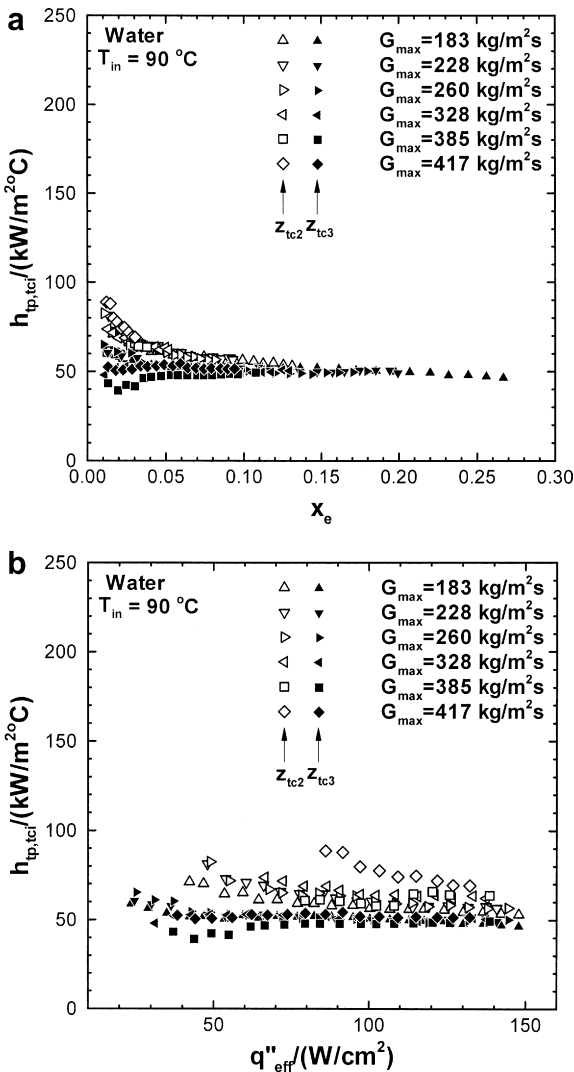 a
Water
T_in = 90 °C
G_max=183 kg/m²s
G_max=228 kg/m²s
G_max=260 kg/m²s
G_max=328 kg/m²s
G_max=385 kg/m²s
G_max=417 kg/m²s
z_tc2 z_tc3
h_tp,tci/(kW/m²°C)
250
200
150
100
50
0
0.00 0.05 0.10 0.15 0.20 0.25 0.30
x_e
b
Water
T_in = 90 °C
G_max=183 kg/m²s
G_max=228 kg/m²s
G_max=260 kg/m²s
G_max=328 kg/m²s
G_max=385 kg/m²s
G_max=417 kg/m²s
z_tc2 z_tc3
h_tp,tci/(kW/m²°C)
250
200
150
100
50
0
50 100 150
q"_eff/(W/cm²)